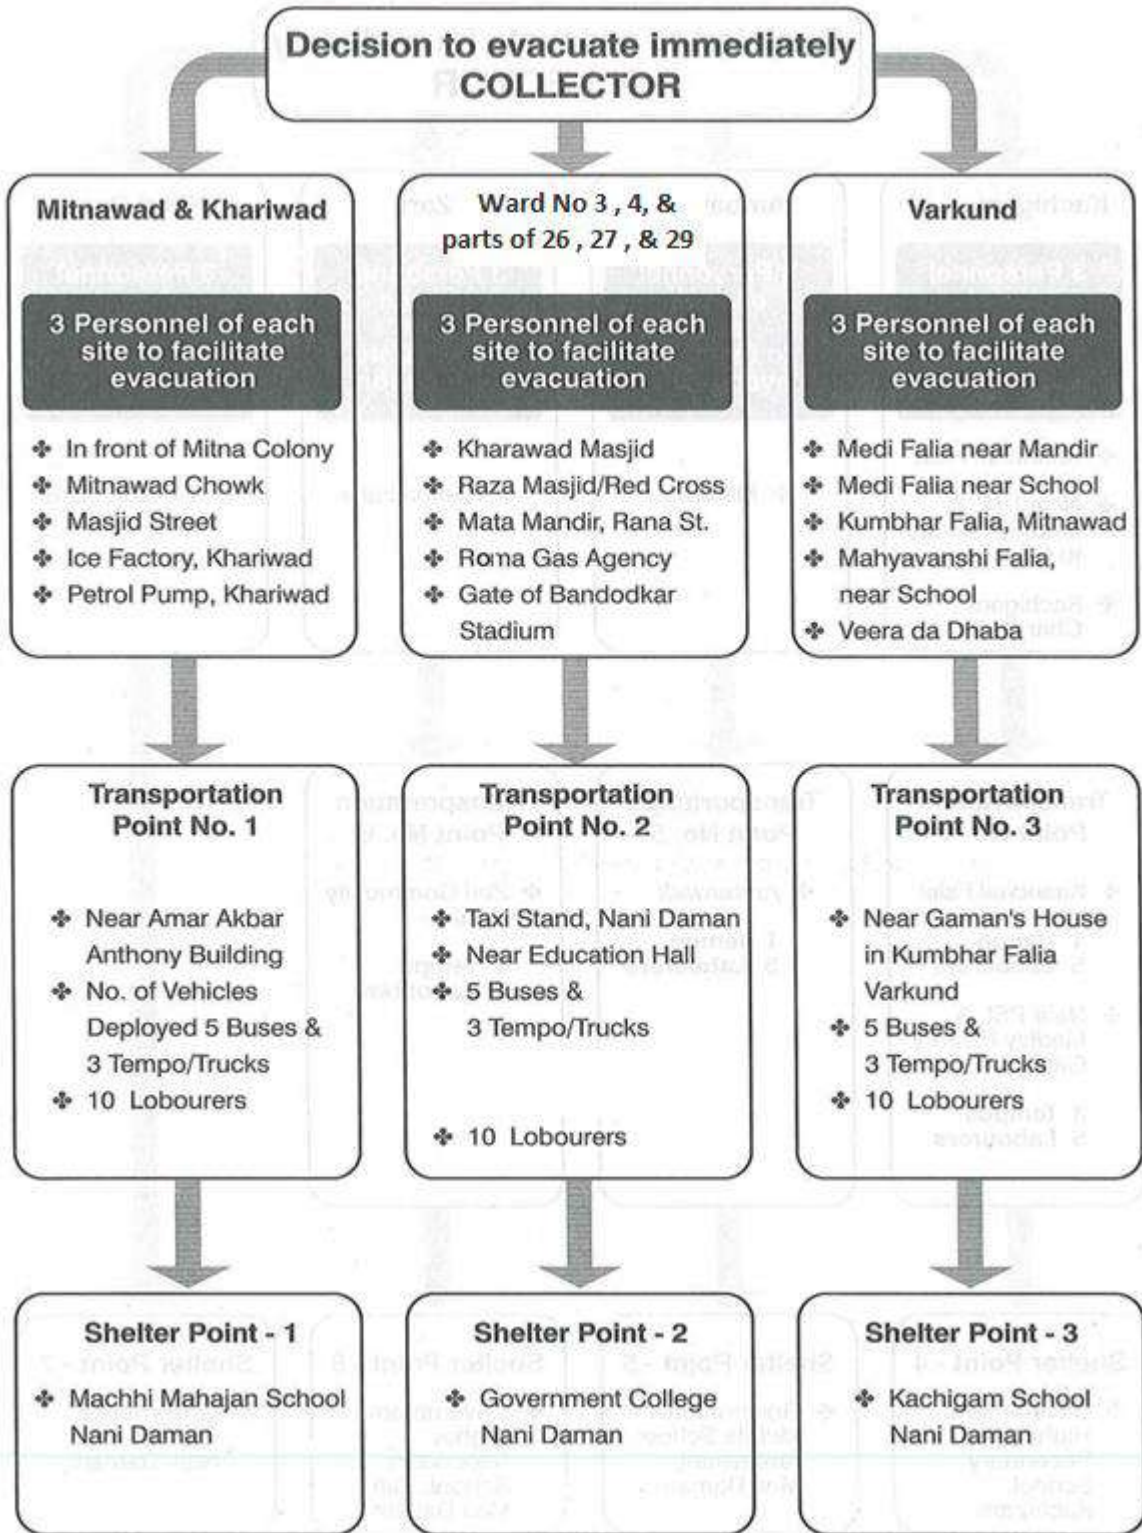 Decision to evacuate immediately
COLLECTOR
Mitnawad & Khariwad
3 Personnel of each
site to facilitate
evacuation
✤ In front of Mitna Colony
✤ Mitnawad Chowk
✤ Masjid Street
✤ Ice Factory, Khariwad
✤ Petrol Pump, Khariwad
Ward No 3 , 4, &
parts of 26 , 27 , & 29
3 Personnel of each
site to facilitate
evacuation
✤ Kharawad Masjid
✤ Raza Masjid/Red Cross
✤ Mata Mandir, Rana St.
✤ Roma Gas Agency
✤ Gate of Bandodkar
Stadium
Varkund
3 Personnel of each
site to facilitate
evacuation
✤ Medi Falia near Mandir
✤ Medi Falia near School
✤ Kumbhar Falia, Mitnawad
✤ Mahyavanshi Falia,
near School
✤ Veera da Dhaba
Transportation
Point No. 1
✤ Near Amar Akbar
Anthony Building
✤ No. of Vehicles
Deployed 5 Buses &
3 Tempo/Trucks
✤ 10 Lobourers
Transportation
Point No. 2
✤ Taxi Stand, Nani Daman
✤ Near Education Hall
✤ 5 Buses &
3 Tempo/Trucks
✤ 10 Lobourers
Transportation
Point No. 3
✤ Near Gaman's House
in Kumbhar Falia
Varkund
✤ 5 Buses &
3 Tempo/Trucks
✤ 10 Lobourers
Shelter Point - 1
✤ Machhi Mahajan School
Nani Daman
Shelter Point - 2
✤ Government College
Nani Daman
Shelter Point - 3
✤ Kachigam School
Nani Daman